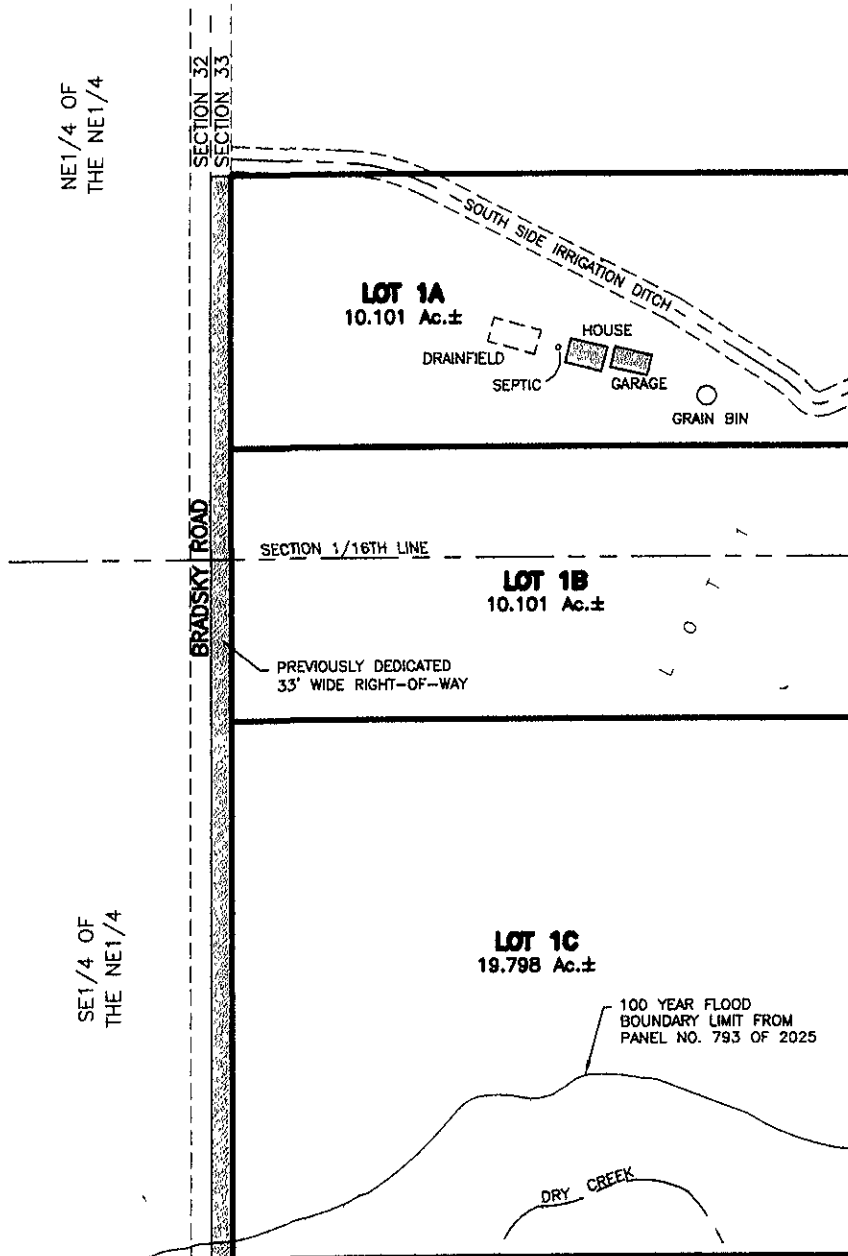 SECTION 32
SECTION 33
NE1/4 OF
THE NE1/4
SOUTH SIDE IRRIGATION DITCH
LOT 1A
10.101 Ac.±
HOUSE
DRAINFIELD
SEPTIC
GARAGE
GRAIN BIN
BRADSKY ROAD
SECTION 1/16TH LINE
LOT 1B
10.101 Ac.±
L O T 1
PREVIOUSLY DEDICATED
33' WIDE RIGHT-OF-WAY
SE1/4 OF
THE NE1/4
LOT 1C
19.798 Ac.±
100 YEAR FLOOD
BOUNDARY LIMIT FROM
PANEL NO. 793 OF 2025
DRY CREEK